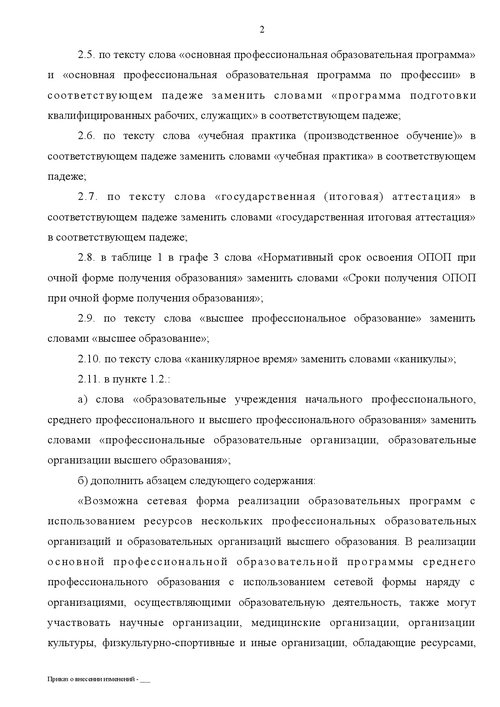 2
2.5. по тексту слова «основная профессиональная образовательная программа»
и «основная профессиональная образовательная программа по профессии» в
соответствующем падеже заменить словами «программа подготовки
квалифицированных рабочих, служащих» в соответствующем падеже;
2.6. по тексту слова «учебная практика (производственное обучение)» в
соответствующем падеже заменить словами «учебная практика» в соответствующем
падеже;
2.7. по тексту слова «государственная (итоговая) аттестация» в
соответствующем падеже заменить словами «государственная итоговая аттестация»
в соответствующем падеже;
2.8. в таблице 1 в графе 3 слова «Нормативный срок освоения ОПОП при
очной форме получения образования» заменить словами «Сроки получения ОПОП
при очной форме получения образования»;
2.9. по тексту слова «высшее профессиональное образование» заменить
словами «высшее образование»;
2.10. по тексту слова «каникулярное время» заменить словами «каникулы»;
2.11. в пункте 1.2.:
а) слова «образовательные учреждения начального профессионального,
среднего профессионального и высшего профессионального образования» заменить
словами «профессиональные образовательные организации, образовательные
организации высшего образования»;
б) дополнить абзацем следующего содержания:
«Возможна сетевая форма реализации образовательных программ с
использованием ресурсов нескольких профессиональных образовательных
организаций и образовательных организаций высшего образования. В реализации
основной профессиональной образовательной программы среднего
профессионального образования с использованием сетевой формы наряду с
организациями, осуществляющими образовательную деятельность, также могут
участвовать научные организации, медицинские организации, организации
культуры, физкультурно-спортивные и иные организации, обладающие ресурсами,
Приказ о внесении изменений - ___